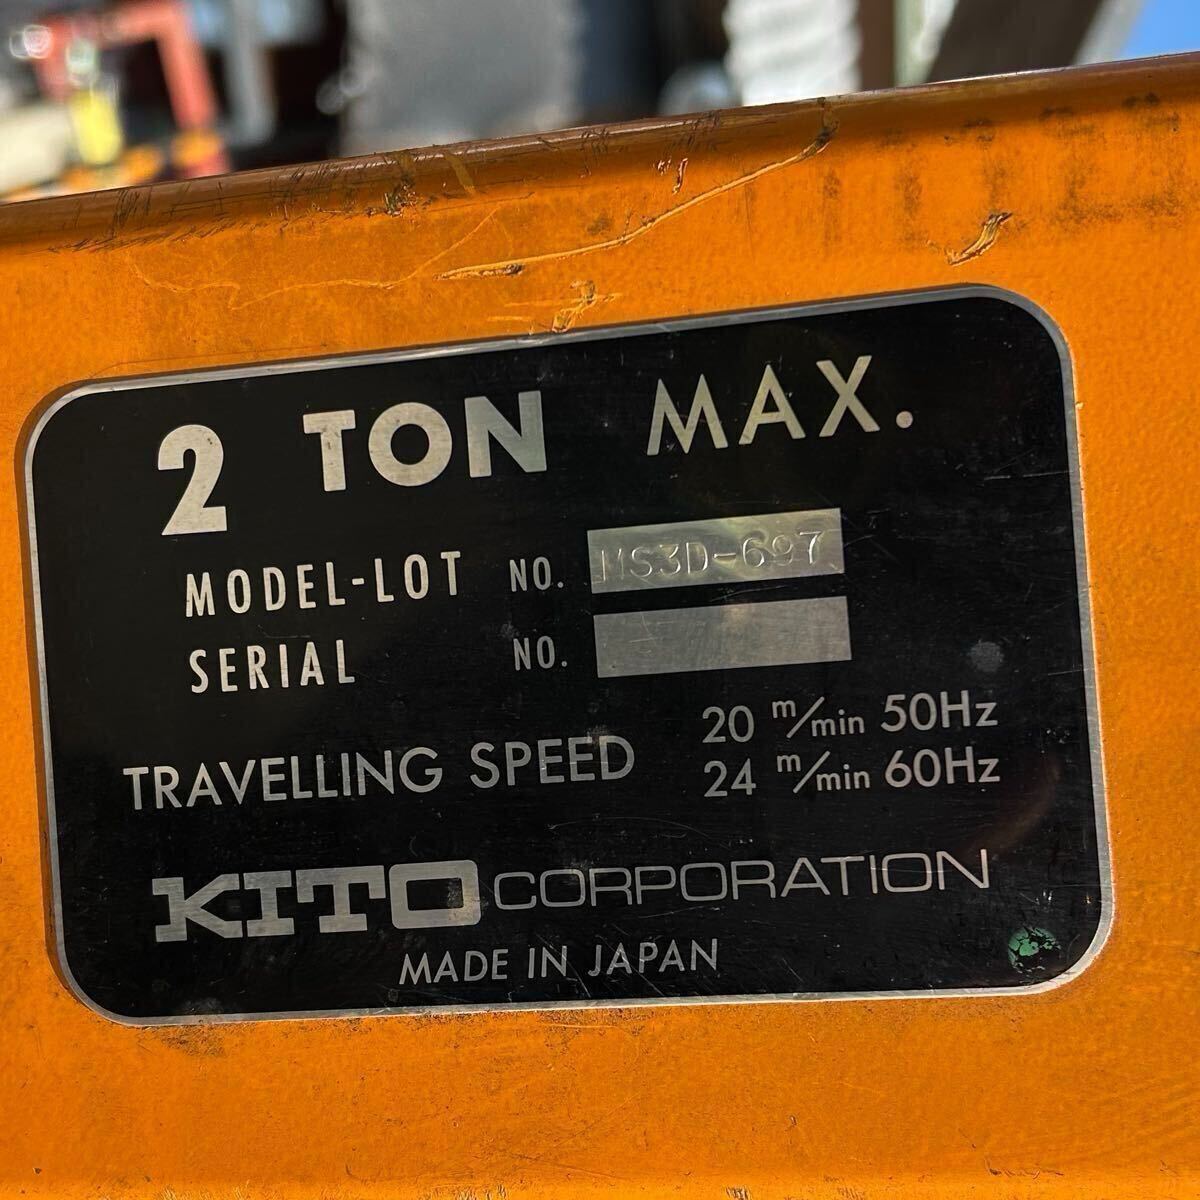 2 TON MAX.
MODEL-LOT NO. MS3D-697
SERIAL NO.
TRAVELLING SPEED 20 m/min 50Hz
24 m/min 60Hz
KITO CORPORATION
MADE IN JAPAN